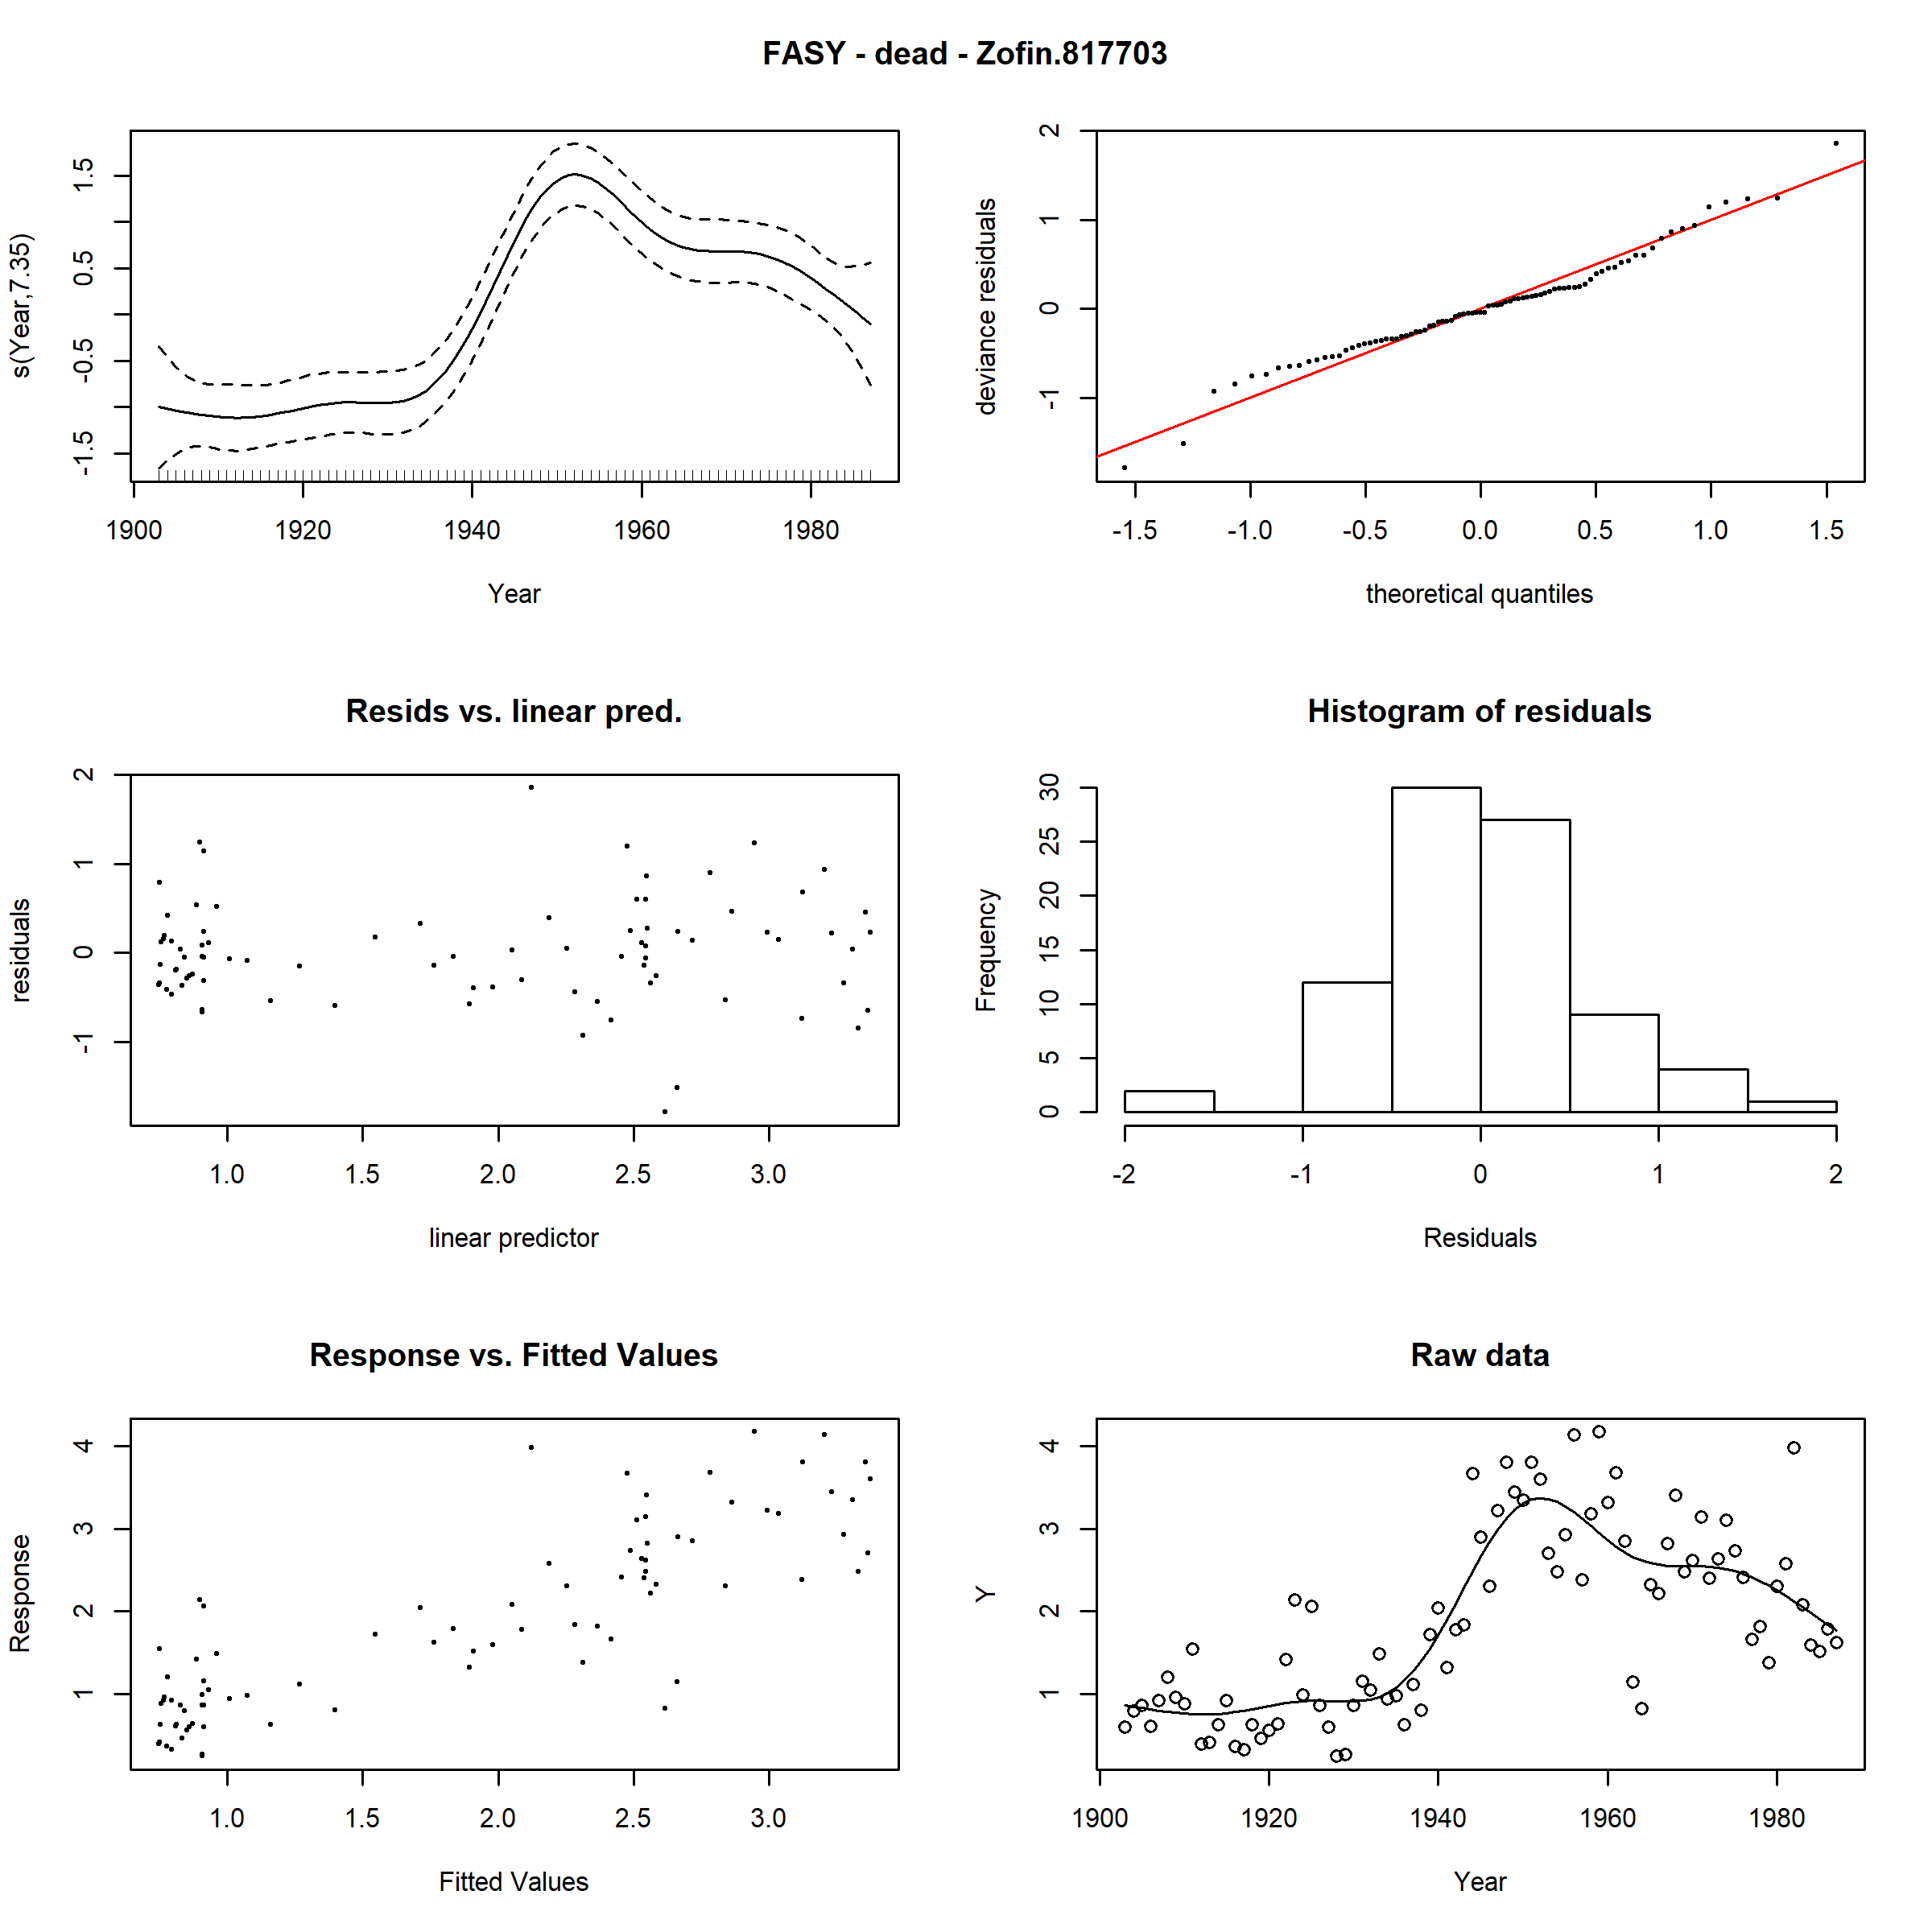 FASY - dead - Zofin.817703
s(Year,7.35)
-1.5 -0.5 0.5 1.5
1900 1920 1940 1960 1980
Year
deviance residuals
-1 0 1 2
-1.5 -1.0 -0.5 0.0 0.5 1.0 1.5
theoretical quantiles
Resids vs. linear pred.
residuals
-1 0 1 2
1.0 1.5 2.0 2.5 3.0
linear predictor
Histogram of residuals
Frequency
0 5 10 15 20 25 30
-2 -1 0 1 2
Residuals
Response vs. Fitted Values
Response
1 2 3 4
1.0 1.5 2.0 2.5 3.0
Fitted Values
Raw data
Y
1 2 3 4
1900 1920 1940 1960 1980
Year